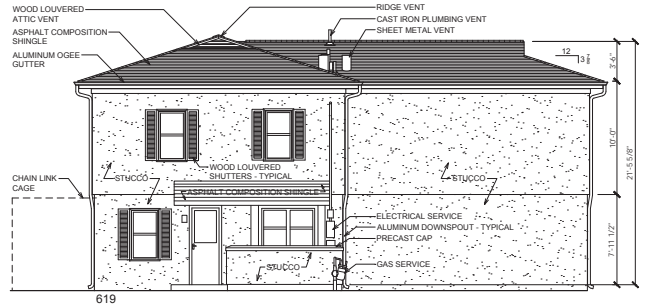 WOOD LOUVERED
ATTIC VENT
ASPHALT COMPOSITION
SHINGLE
ALUMINUM OGEE
GUTTER
RIDGE VENT
CAST IRON PLUMBING VENT
SHEET METAL VENT
12
3'-6"
10'-0"
21'-5 5/8"
7'-11 1/2"
WOOD LOUVERED
SHUTTERS - TYPICAL
STUCCO
STUCCO
CHAIN LINK
CAGE
ASPHALT COMPOSITION SHINGLE
ELECTRICAL SERVICE
ALUMINUM DOWNSPOUT - TYPICAL
PRECAST CAP
STUCCO
GAS SERVICE
619